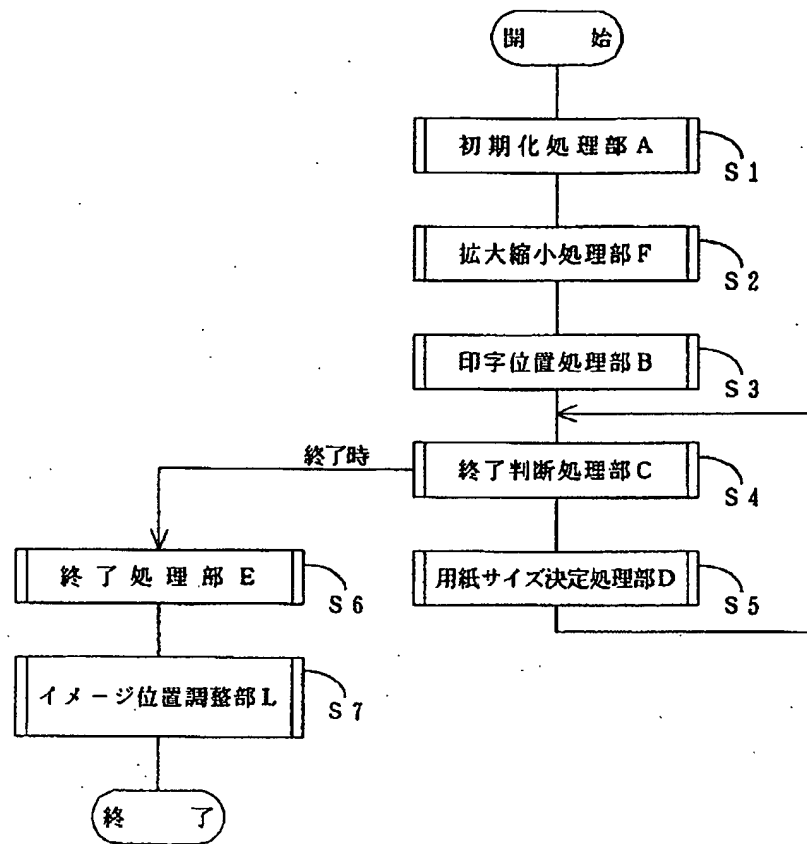 開 始
初期化処理部A
S1
拡大縮小処理部F
S2
印字位置処理部B
S3
終了時
終了判断処理部C
S4
終了処理部E
S6
用紙サイズ決定処理部D
S5
イメージ位置調整部L
S7
終 了